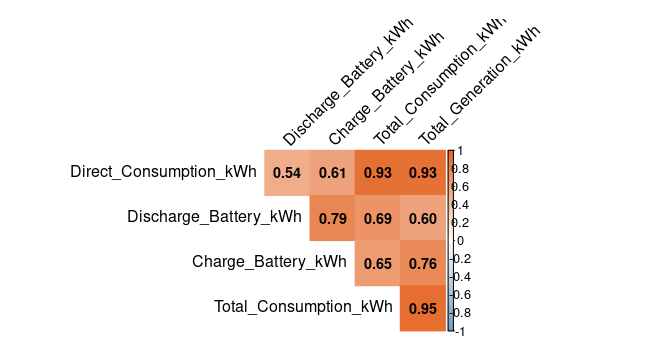 Discharge_Battery_kWh
Charge_Battery_kWh
Total_Consumption_kWh
Total_Generation_kWh
Direct_Consumption_kWh 0.54 0.61 0.93 0.93
Discharge_Battery_kWh 0.79 0.69 0.60
Charge_Battery_kWh 0.65 0.76
Total_Consumption_kWh 0.95
1
0.8
0.6
0.4
0.2
0
-0.2
-0.4
-0.6
-0.8
-1